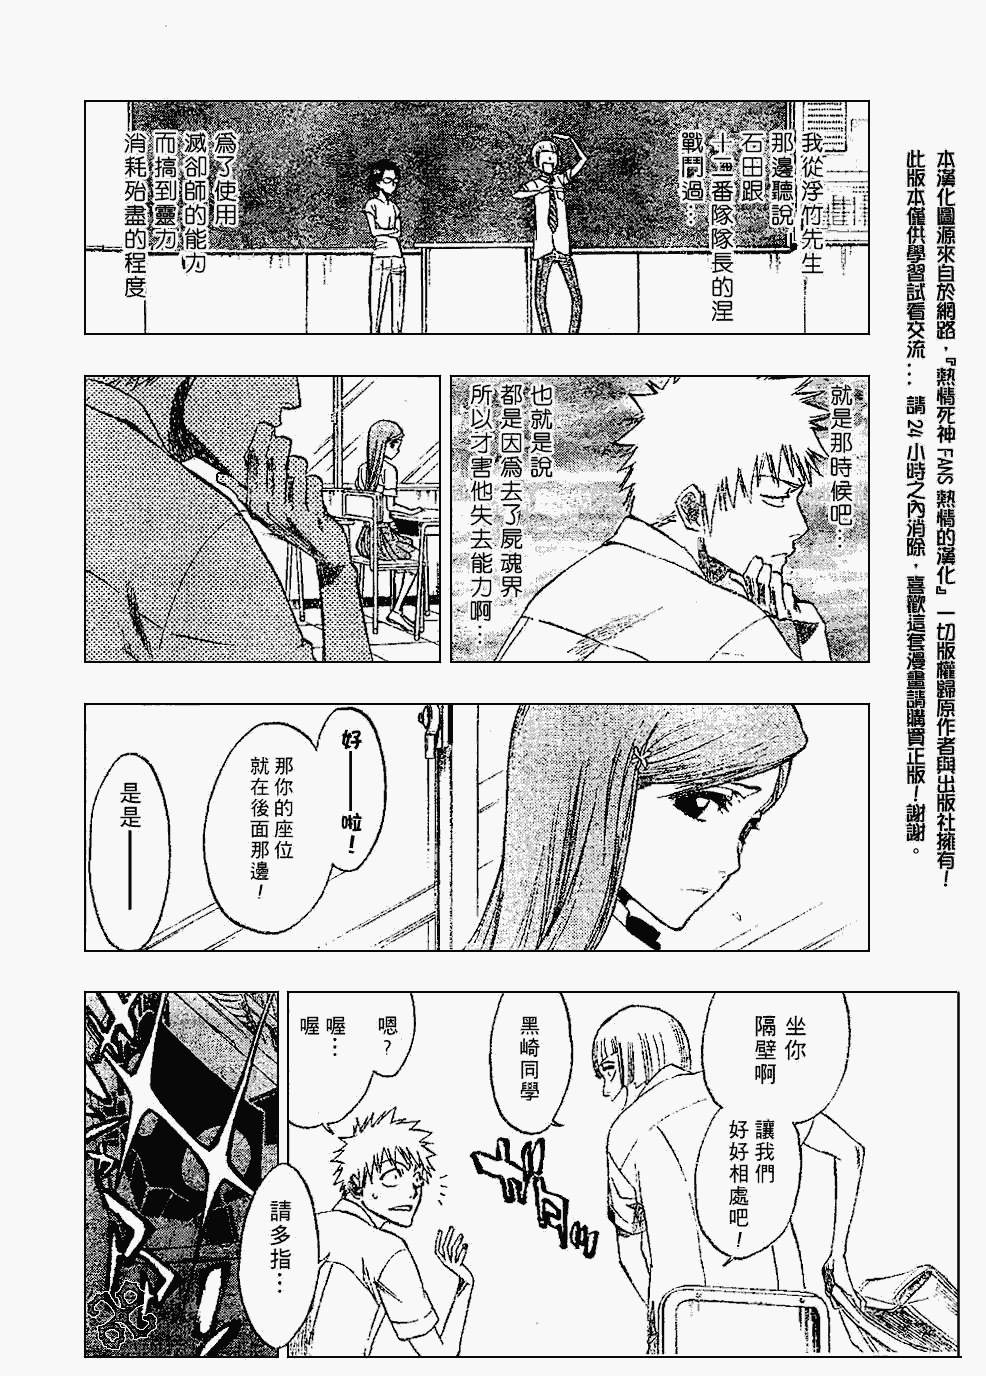 我從浮竹先生
那邊聽說
石田跟
十二番隊隊長的涅
戰鬪過…
為了使用
滅卻師的能力
而搞到靈力
消耗殆盡的程度
就是那時候吧…
也就是說
都是因為去了屍魂界
所以才害他失去能力啊…
好——啦！
那你的座位
就在後面那邊！
是是——
坐你
隔壁啊
讓我們
好好相處吧！
黑崎同學
嗯？
喔
喔…
請多指…
本漢化圖源來自於網路，『熱情死神 FANS 熱情的漢化』一切版權歸原作者與出版社擁有！
此版本僅供學習試看交流… 請 24 小時之內消除，喜歡這套漫畫請購買正版！謝謝。